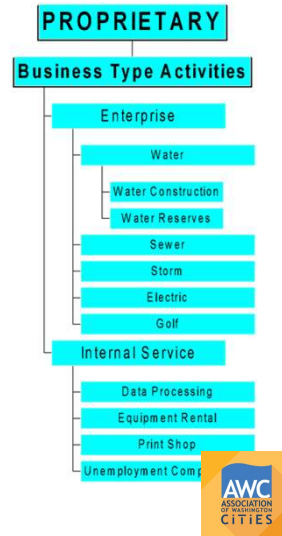 PROPRIETARY
Business Type Activities
Enterprise
Water
Water Construction
Water Reserves
Sewer
Storm
Electric
Golf
Internal Service
Data Processing
Equipment Rental
Print Shop
Unemployment
AWC
ASSOCIATION
OF WASHINGTON
CITIES